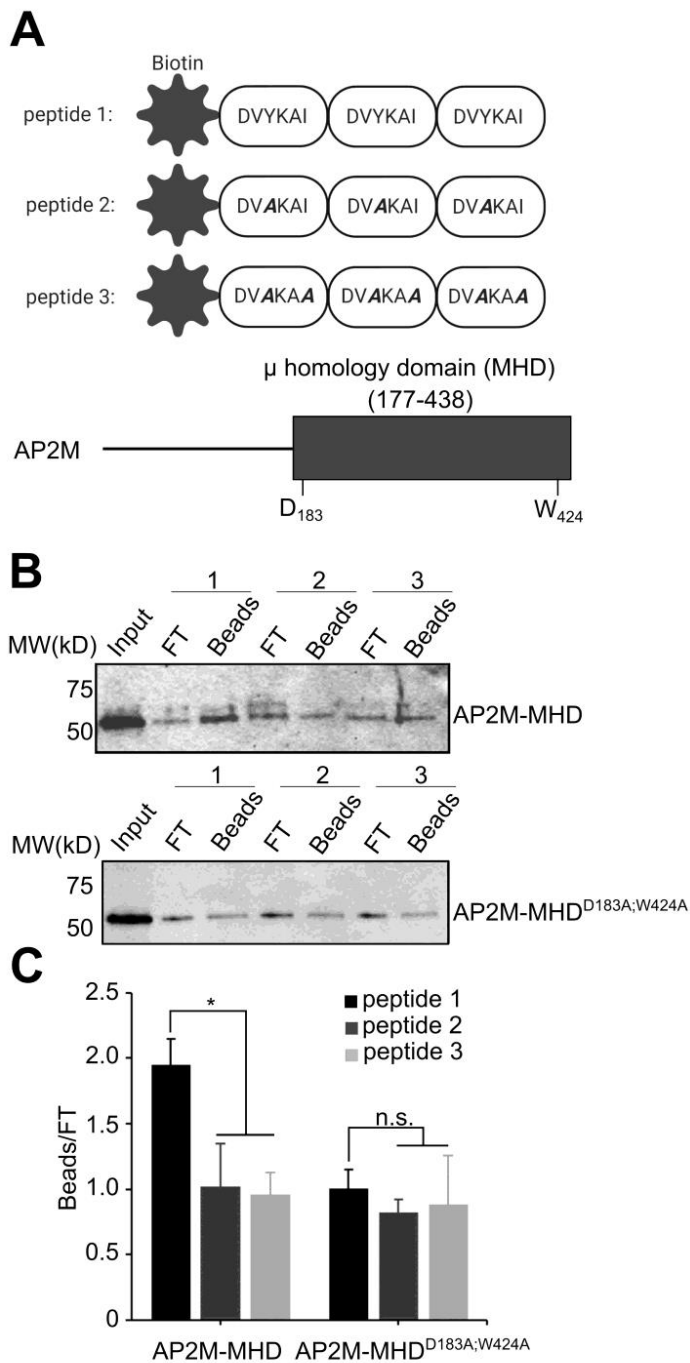 A
Biotin
peptide 1: DVYKAI DVYKAI DVYKAI
peptide 2: DVAKAI DVAKAI DVAKAI
peptide 3: DVAKAA DVAKAA DVAKAA
μ homology domain (MHD)
(177-438)
AP2M
D183 W424
B
1 2 3
MW(kD) Input FT Beads FT Beads FT Beads
75
50
AP2M-MHD
1 2 3
MW(kD) Input FT Beads FT Beads FT Beads
75
50
AP2M-MHD D183A;W424A
C
2.5
2.0
1.5
1.0
0.5
0
Beads/FT
*
n.s.
peptide 1
peptide 2
peptide 3
AP2M-MHD AP2M-MHD D183A;W424A